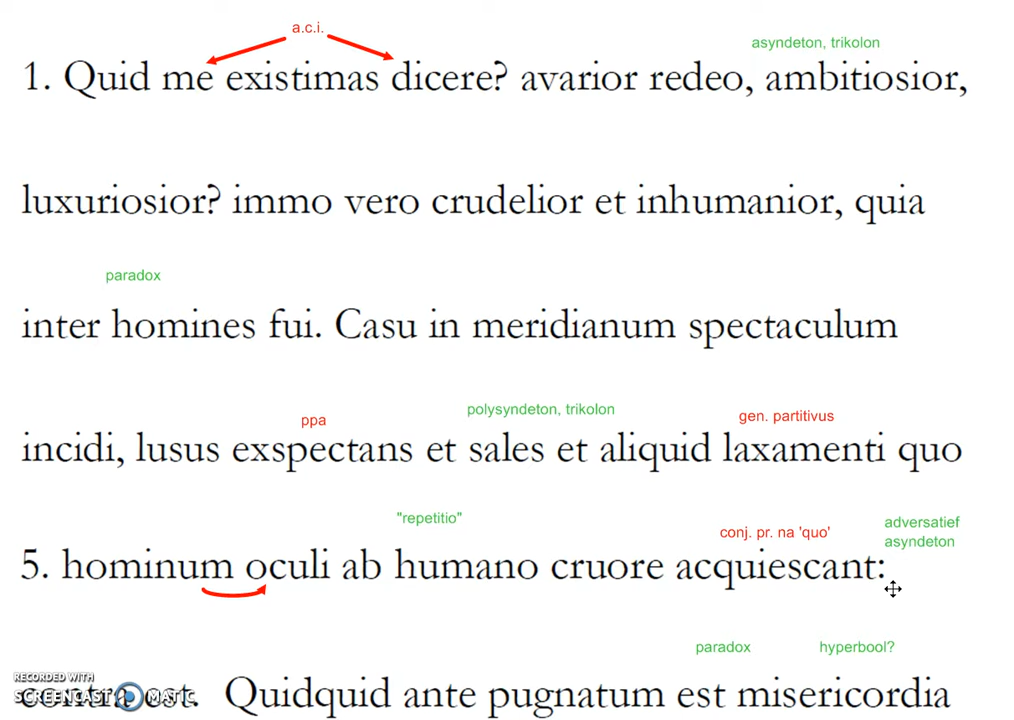 a.c.i.
asyndeton, trikolon
1. Quid me existimas dicere? avarior redeo, ambitiosior,
luxuriosior? immo vero crudelior et inhumanior, quia
paradox
inter homines fui. Casu in meridianum spectaculum
ppa
polysyndeton, trikolon
gen. partitivus
incidi, lusus exspectans et sales et aliquid laxamenti quo
"repetitio"
conj. pr. na 'quo'
adversatief
asyndeton
5. hominum oculi ab humano cruore acquiescant:
paradox
hyperbool?
RECORDED WITH
SCREENCAST MATIC
contra est. Quidquid ante pugnatum est misericordia